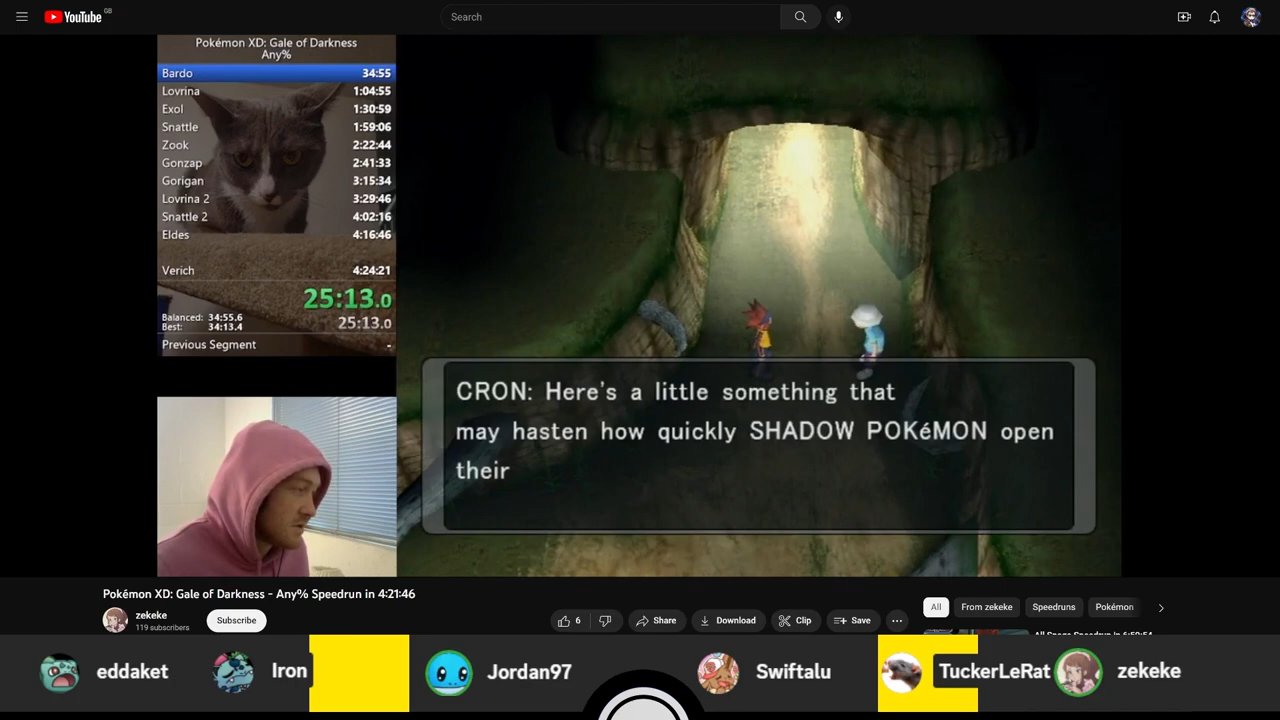 YouTube GB
Search
Pokémon XD: Gale of Darkness
Any%
Bardo 34:55
Lovrina 1:04:55
Exol 1:30:59
Snattle 1:59:06
Zook 2:22:44
Gonzap 2:41:33
Gorigan 3:15:34
Lovrina 2 3:29:46
Snattle 2 4:02:16
Eldes 4:16:46
Verich 4:24:21
25:13.0
Balanced: 34:55.6
Best: 34:13.4
25:13.0
Previous Segment -
CRON: Here's a little something that
may hasten how quickly SHADOW POKéMON open
their
Pokémon XD: Gale of Darkness - Any% Speedrun in 4:21:46
zekeke
119 subscribers
Subscribe
6
Share
Download
Clip
Save
All
From zekeke
Speedruns
Pokémon
eddaket
Iron
Jordan97
Swiftalu
TuckerLeRat
zekeke